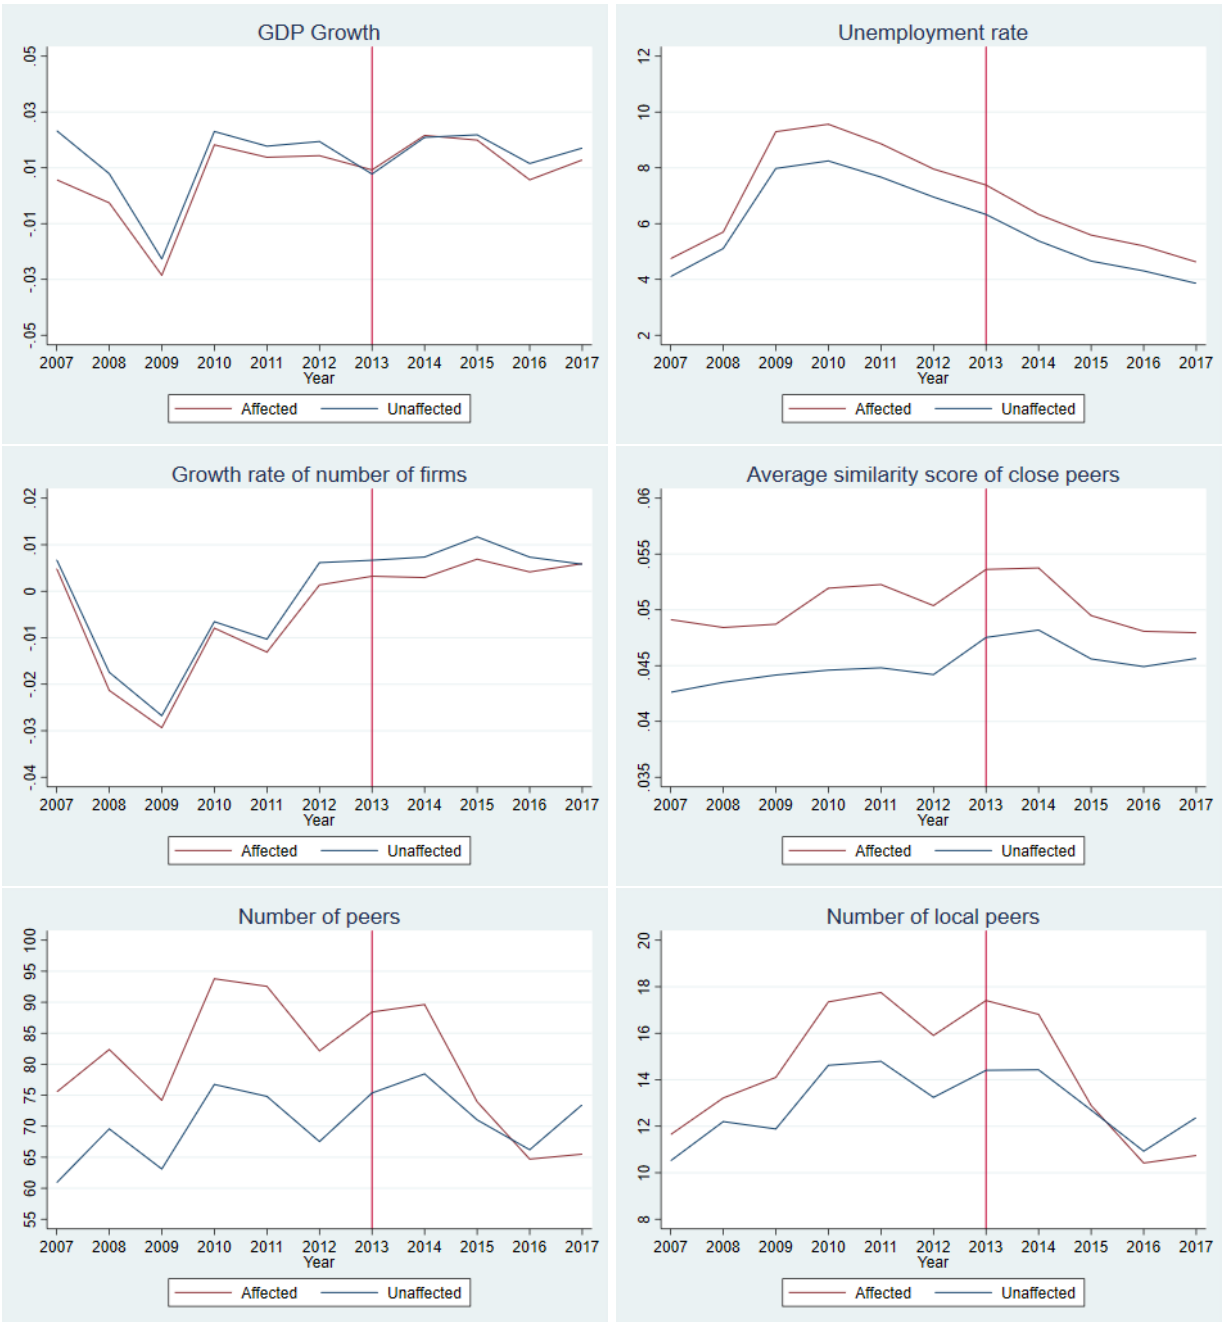 GDP Growth
.05
.03
.01
-.01
-.03
-.05
2007 2008 2009 2010 2011 2012 2013 2014 2015 2016 2017
Year
Affected Unaffected
Unemployment rate
12
10
8
6
4
2
2007 2008 2009 2010 2011 2012 2013 2014 2015 2016 2017
Year
Affected Unaffected
Growth rate of number of firms
.02
.01
0
-.01
-.02
-.03
-.04
2007 2008 2009 2010 2011 2012 2013 2014 2015 2016 2017
Year
Affected Unaffected
Average similarity score of close peers
.06
.055
.05
.045
.04
.035
2007 2008 2009 2010 2011 2012 2013 2014 2015 2016 2017
Year
Affected Unaffected
Number of peers
100
95
90
85
80
75
70
65
60
55
2007 2008 2009 2010 2011 2012 2013 2014 2015 2016 2017
Year
Affected Unaffected
Number of local peers
20
18
16
14
12
10
8
2007 2008 2009 2010 2011 2012 2013 2014 2015 2016 2017
Year
Affected Unaffected